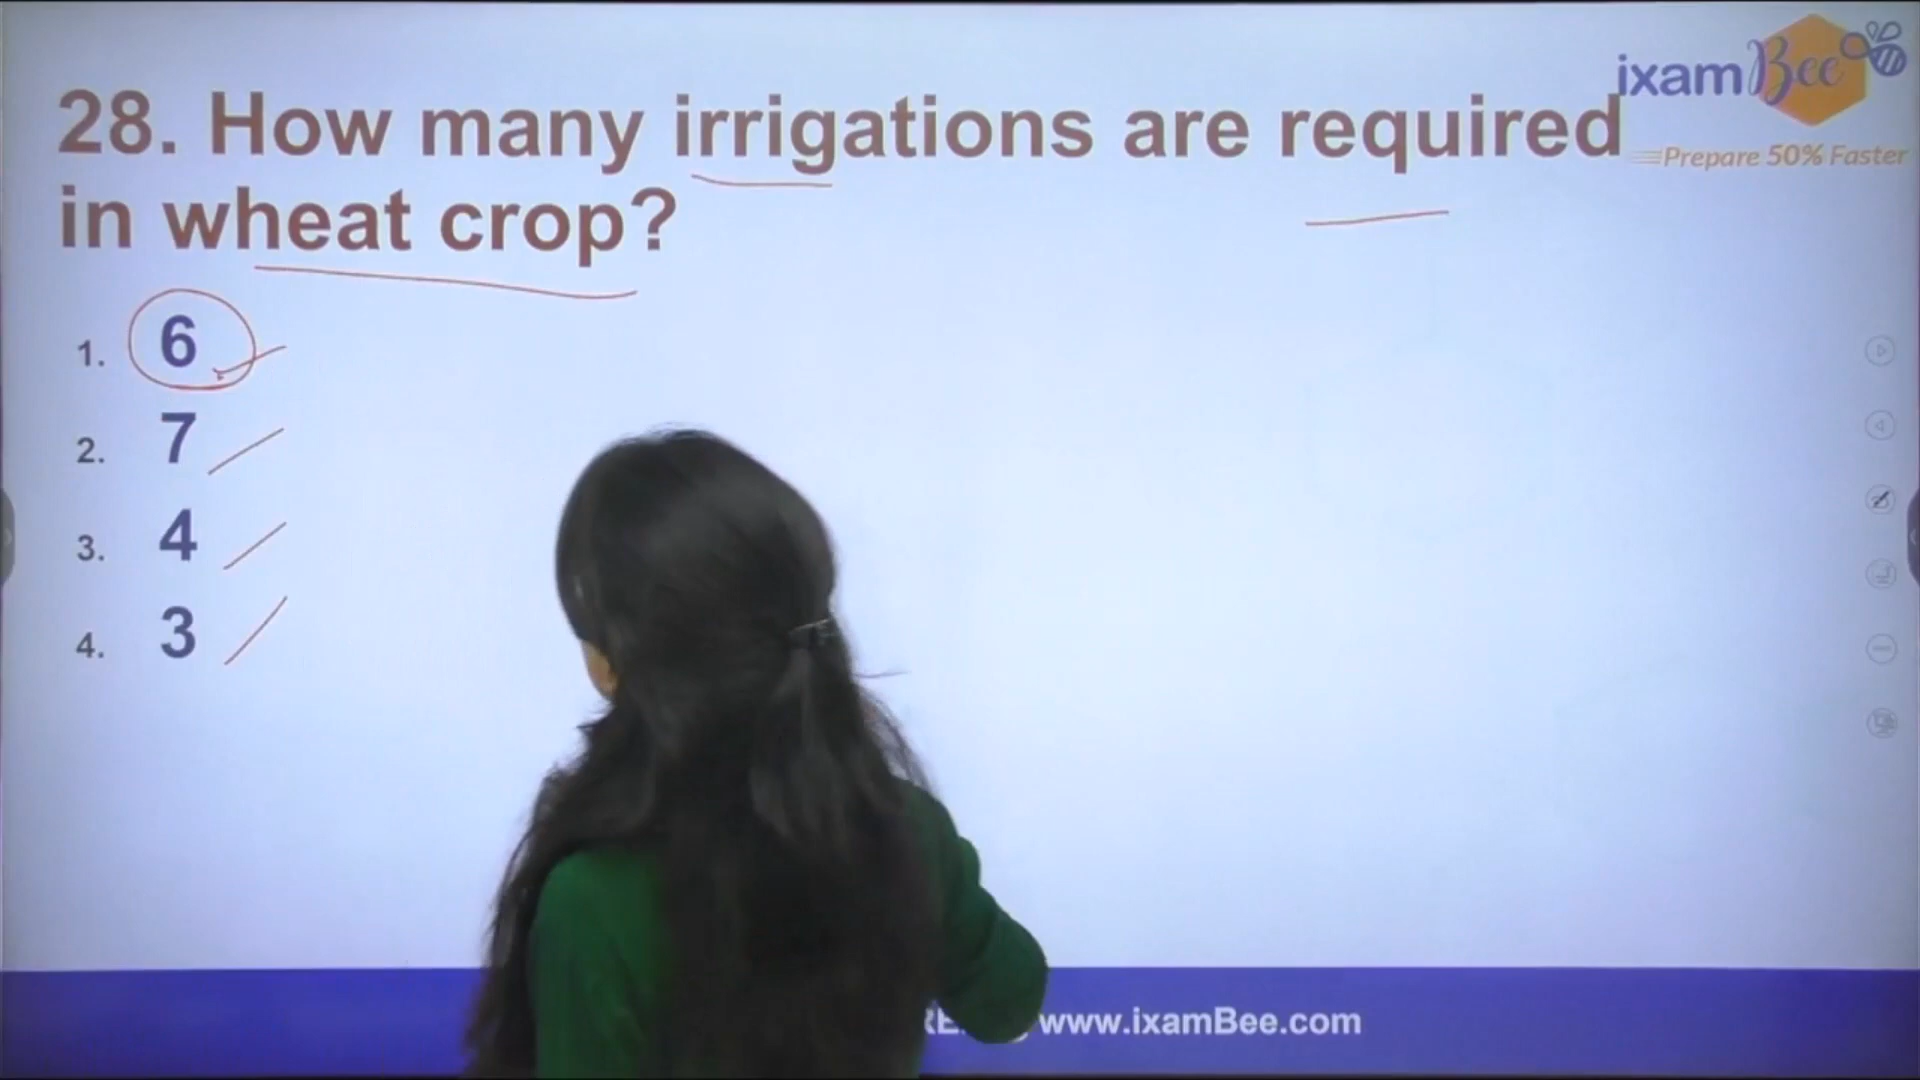 ixamBee
28. How many irrigations are required
Prepare 50% Faster
in wheat crop?
1. 6
2. 7
3. 4
4. 3
www.ixamBee.com